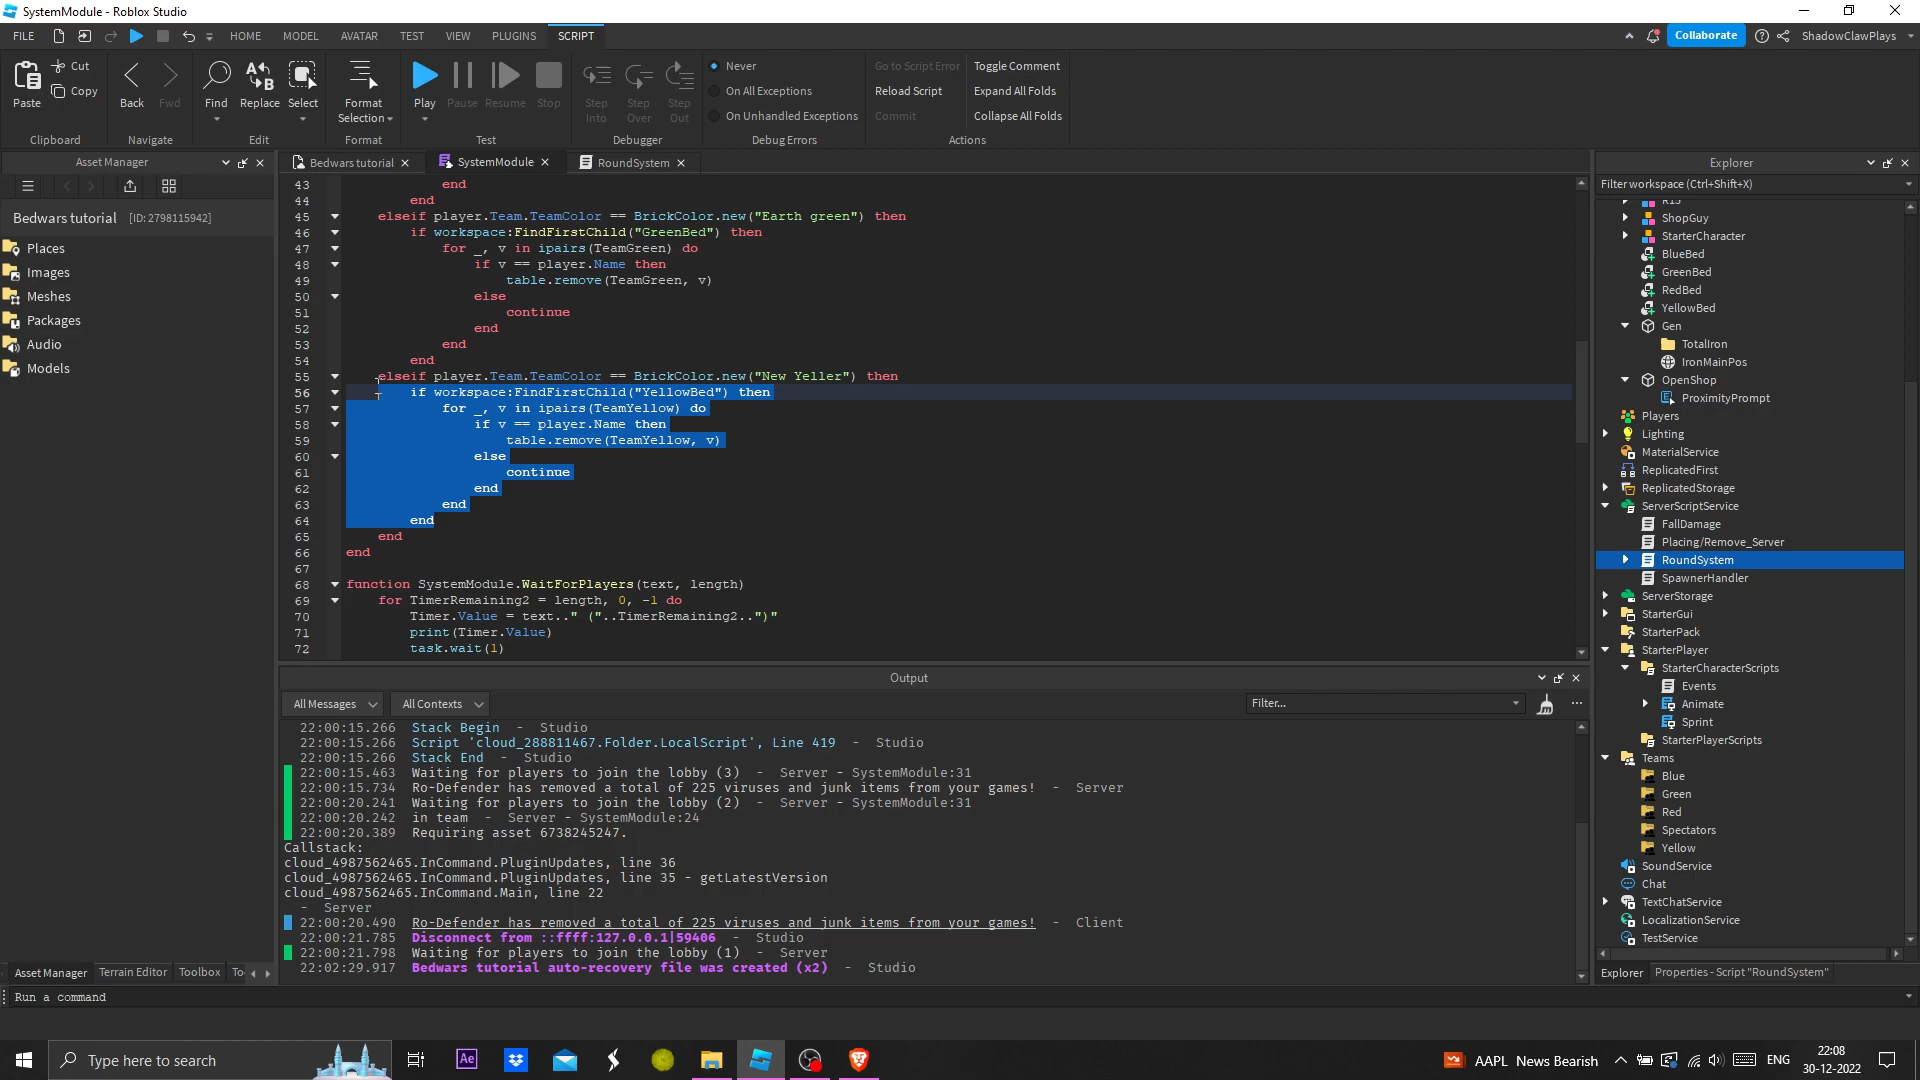 SystemModule - Roblox Studio
FILE HOME MODEL AVATAR TEST VIEW PLUGINS SCRIPT Collaborate ShadowClawPlays
Cut
Copy
Paste
Clipboard
Back Fwd
Navigate
Find Replace Select
Edit
Format
Selection
Format
Play Pause Resume Stop
Test
Step Into
Step Over
Step Out
Debugger
Never
On All Exceptions
On Unhandled Exceptions
Debug Errors
Go to Script Error
Reload Script
Commit
Toggle Comment
Expand All Folds
Collapse All Folds
Actions
Asset Manager
Bedwars tutorial [ID: 2798115942]
Places
Images
Meshes
Packages
Audio
Models
Asset Manager Terrain Editor Toolbox To
Bedwars tutorial SystemModule RoundSystem
43 end
44 end
45 elseif player.Team.TeamColor == BrickColor.new("Earth green") then
46 if workspace:FindFirstChild("GreenBed") then
47 for _, v in ipairs(TeamGreen) do
48 if v == player.Name then
49 table.remove(TeamGreen, v)
50 else
51 continue
52 end
53 end
54 end
55 elseif player.Team.TeamColor == BrickColor.new("New Yeller") then
56 if workspace:FindFirstChild("YellowBed") then
57 for _, v in ipairs(TeamYellow) do
58 if v == player.Name then
59 table.remove(TeamYellow, v)
60 else
61 continue
62 end
63 end
64 end
65 end
66 end
67
68 function SystemModule.WaitForPlayers(text, length)
69 for TimerRemaining2 = length, 0, -1 do
70 Timer.Value = text.." ("..TimerRemaining2..")"
71 print(Timer.Value)
72 task.wait(1)
Output
All Messages All Contexts Filter...
22:00:15.266 Stack Begin - Studio
22:00:15.266 Script 'cloud_288811467.Folder.LocalScript', Line 419 - Studio
22:00:15.266 Stack End - Studio
22:00:15.463 Waiting for players to join the lobby (3) - Server - SystemModule:31
22:00:15.734 Ro-Defender has removed a total of 225 viruses and junk items from your games! - Server
22:00:20.241 Waiting for players to join the lobby (2) - Server - SystemModule:31
22:00:20.242 in team - Server - SystemModule:24
22:00:20.389 Requiring asset 6738245247.
Callstack:
cloud_4987562465.InCommand.PluginUpdates, line 36
cloud_4987562465.InCommand.PluginUpdates, line 35 - getLatestVersion
cloud_4987562465.InCommand.Main, line 22
- Server
22:00:20.490 Ro-Defender has removed a total of 225 viruses and junk items from your games! - Client
22:00:21.785 Disconnect from ::ffff:127.0.0.1|59406 - Studio
22:00:21.798 Waiting for players to join the lobby (1) - Server
22:02:29.917 Bedwars tutorial auto-recovery file was created (x2) - Studio
Explorer
Filter workspace (Ctrl+Shift+X)
R15
ShopGuy
StarterCharacter
BlueBed
GreenBed
RedBed
YellowBed
Gen
TotalIron
IronMainPos
OpenShop
ProximityPrompt
Players
Lighting
MaterialService
ReplicatedFirst
ReplicatedStorage
ServerScriptService
FallDamage
Placing/Remove_Server
RoundSystem
SpawnerHandler
ServerStorage
StarterGui
StarterPack
StarterPlayer
StarterCharacterScripts
Events
Animate
Sprint
StarterPlayerScripts
Teams
Blue
Green
Red
Spectators
Yellow
SoundService
Chat
TextChatService
LocalizationService
TestService
Explorer Properties - Script "RoundSystem"
Run a command
Type here to search
Ae
AAPL News Bearish
ENG
22:08
30-12-2022